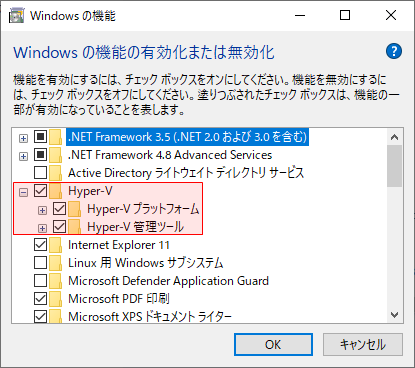 Windows の機能
Windows の機能の有効化または無効化
機能を有効にするには、チェック ボックスをオンにしてください。機能を無効にする
には、チェック ボックスをオフにしてください。塗りつぶされたチェック ボックスは、機能の一
部が有効になっていることを表します。
.NET Framework 3.5 (.NET 2.0 および 3.0 を含む)
.NET Framework 4.8 Advanced Services
Active Directory ライトウェイト ディレクトリ サービス
Hyper-V
Hyper-V プラットフォーム
Hyper-V 管理ツール
Internet Explorer 11
Linux 用 Windows サブシステム
Microsoft Defender Application Guard
Microsoft PDF 印刷
Microsoft XPS ドキュメント ライター
OK
キャンセル